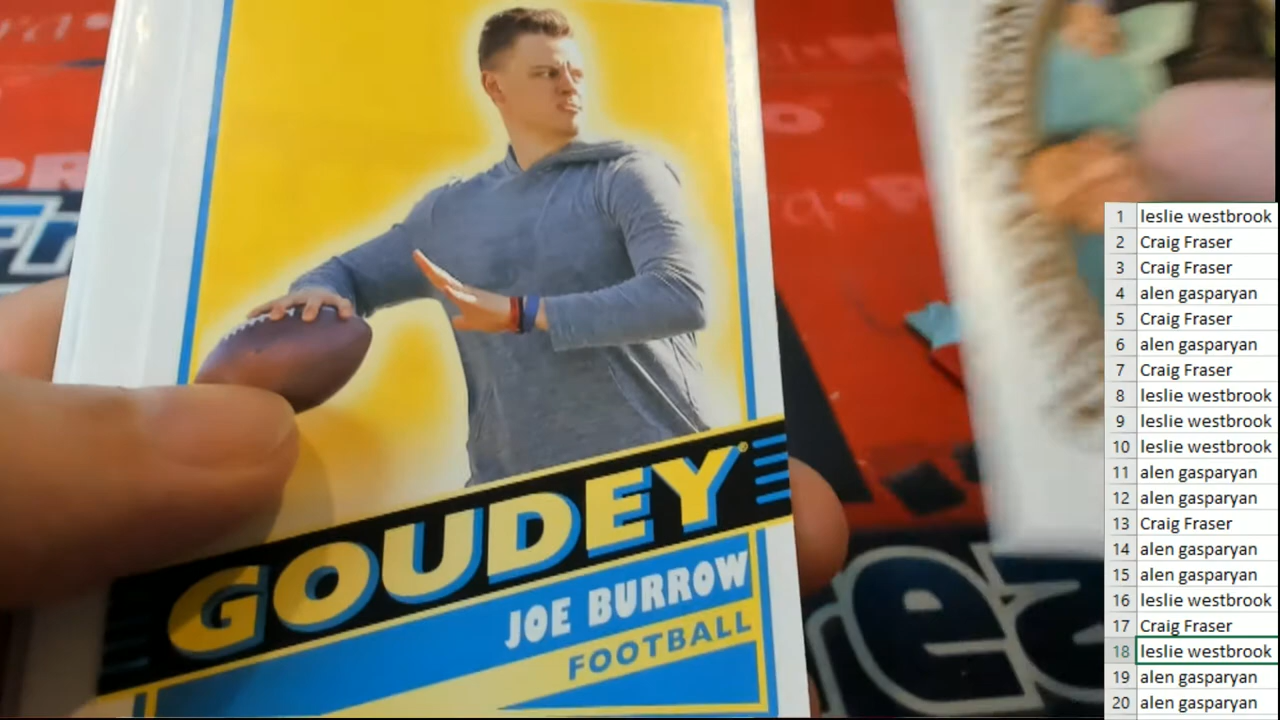 GOUDEY
JOE BURROW
FOOTBALL
1 leslie westbrook
2 Craig Fraser
3 Craig Fraser
4 alen gasparyan
5 Craig Fraser
6 alen gasparyan
7 Craig Fraser
8 leslie westbrook
9 leslie westbrook
10 leslie westbrook
11 alen gasparyan
12 alen gasparyan
13 Craig Fraser
14 alen gasparyan
15 alen gasparyan
16 leslie westbrook
17 Craig Fraser
18 leslie westbrook
19 alen gasparyan
20 alen gasparyan